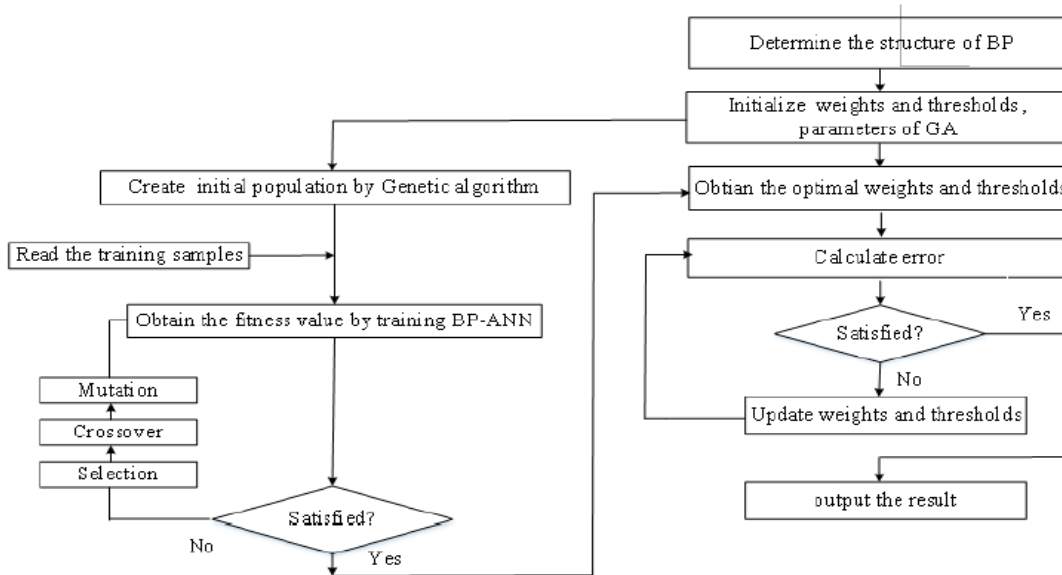 Determine the structure of BP
Initialize weights and thresholds,
parameters of GA
Create initial population by Genetic algorithm
Obtian the optimal weights and thresholds
Read the training samples
Calculate error
Obtain the fitness value by training BP-ANN
Satisfied?
Yes
No
Mutation
Crossover
Selection
Update weights and thresholds
output the result
Satisfied?
No
Yes